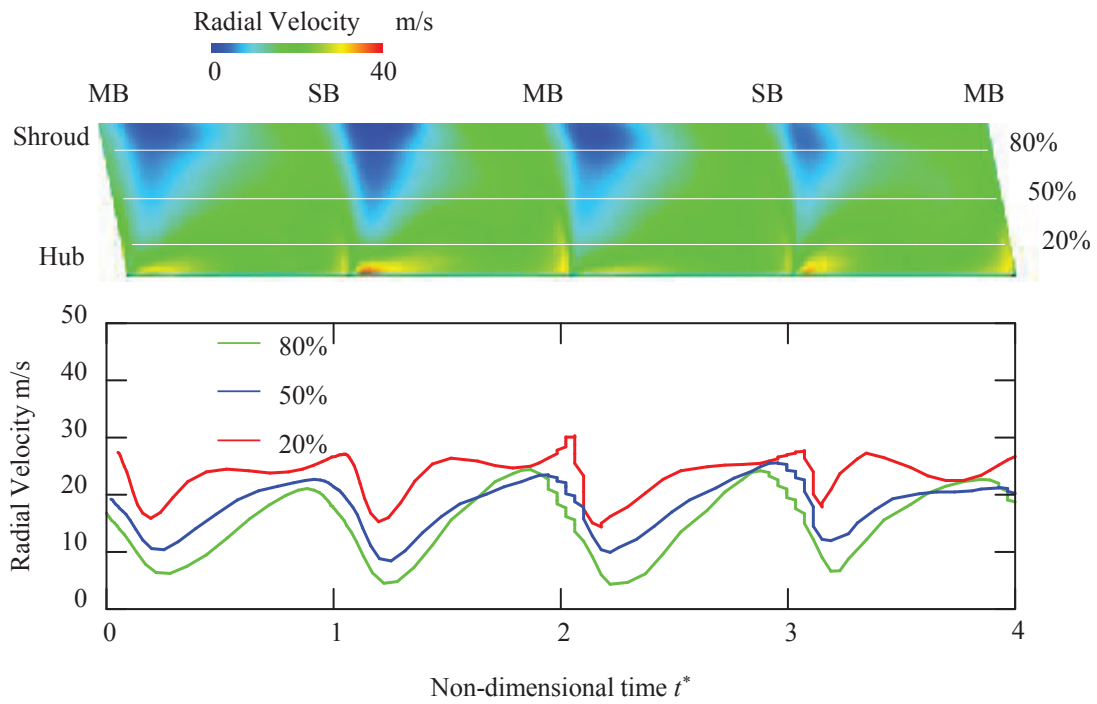 Radial Velocity m/s
0 40
MB SB MB SB MB
Shroud 80%
50%
20%
Hub
50
40
30
20
10
0
Radial Velocity m/s
80%
50%
20%
0 1 2 3 4
Non-dimensional time t*